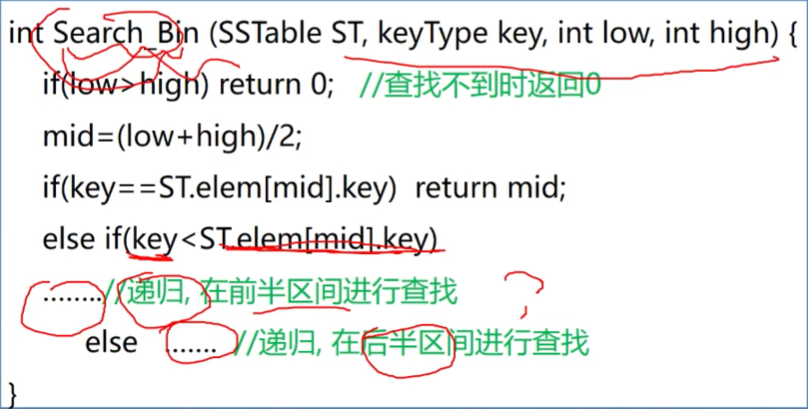 int Search_Bin (SSTable ST, keyType key, int low, int high) {
if(low>high) return 0; //查找不到时返回0
mid=(low+high)/2;
if(key==ST.elem[mid].key) return mid;
else if(key<ST.elem[mid].key)
........//递归, 在前半区间进行查找
?
else ....... //递归, 在后半区间进行查找
}